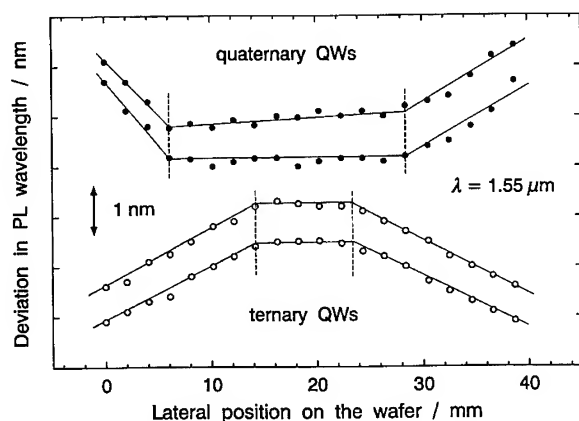 Deviation in PL wavelength / nm
quaternary QWs
1 nm
λ = 1.55 μm
ternary QWs
0 10 20 30 40
Lateral position on the wafer / mm